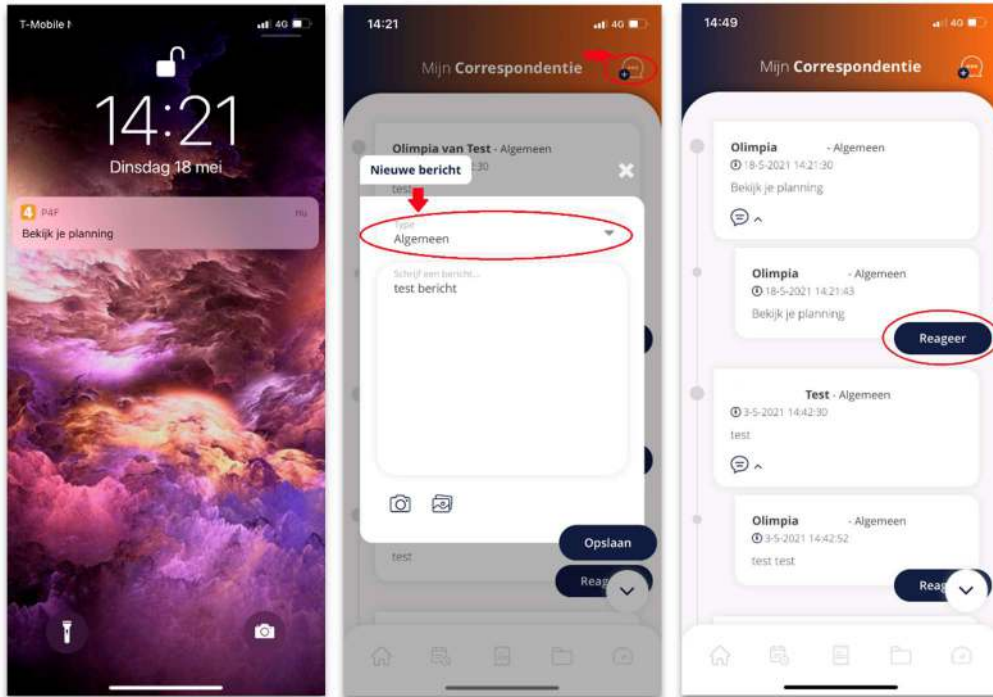 T-Mobile
4G
14:21
Dinsdag 18 mei
4 P4F
Nu
Bekijk je planning
14:21
4G
Mijn Correspondentie
Olimpia van Test - Algemeen
Nieuwe bericht
:30
test
Type
Algemeen
Schrijf een bericht...
test bericht
Opslaan
test
Reag
14:49
4G
Mijn Correspondentie
Olimpia - Algemeen
18-5-2021 14:21:30
Bekijk je planning
Olimpia - Algemeen
18-5-2021 14:21:43
Bekijk je planning
Reageer
Test - Algemeen
3-5-2021 14:42:30
test
Olimpia - Algemeen
3-5-2021 14:42:52
test test
Reag